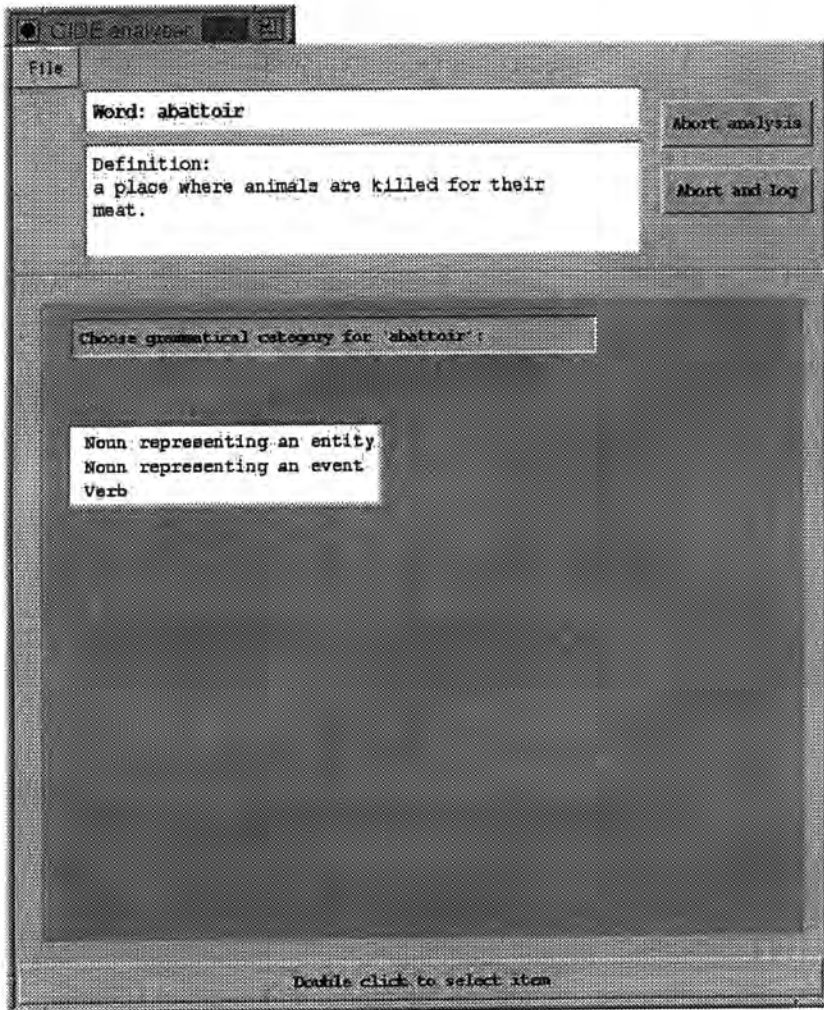 CIDE analyser
File
Word: abattoir
Abort analysis
Definition:
a place where animals are killed for their
meat.
Abort and log
Choose grammatical category for 'abattoir':
Noun representing an entity
Noun representing an event
Verb
Double click to select item